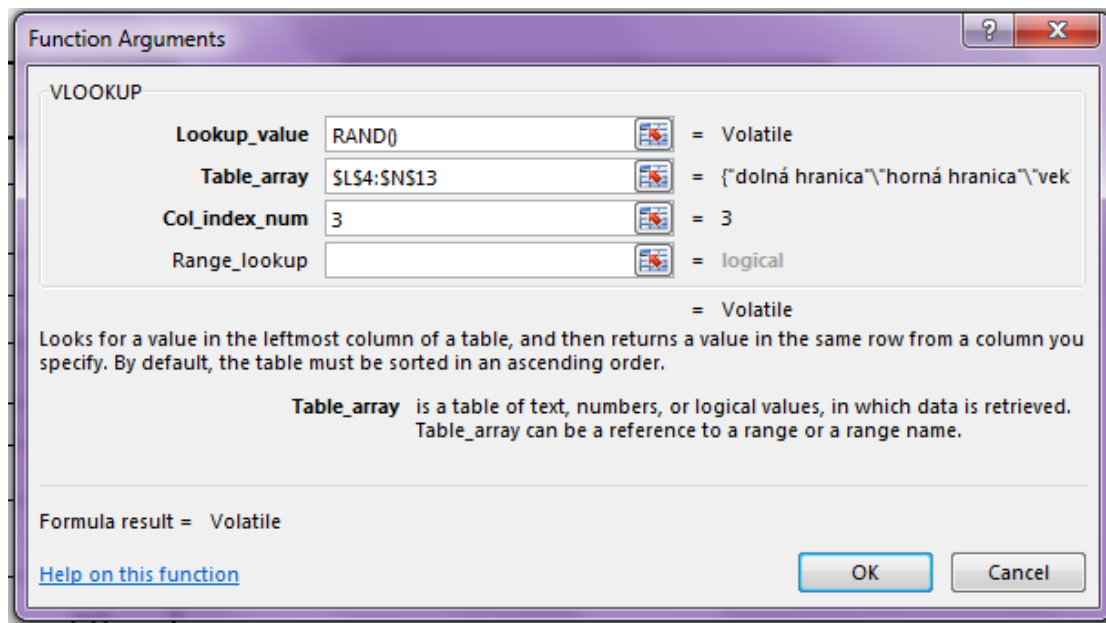 Function Arguments
VLOOKUP
Lookup_value RAND() = Volatile
Table_array $L$4:$N$13 = {"dolná hranica"\"horná hranica"\"vek'
Col_index_num 3 = 3
Range_lookup = logical
= Volatile
Looks for a value in the leftmost column of a table, and then returns a value in the same row from a column you
specify. By default, the table must be sorted in an ascending order.
Table_array is a table of text, numbers, or logical values, in which data is retrieved.
Table_array can be a reference to a range or a range name.
Formula result = Volatile
Help on this function
OK
Cancel